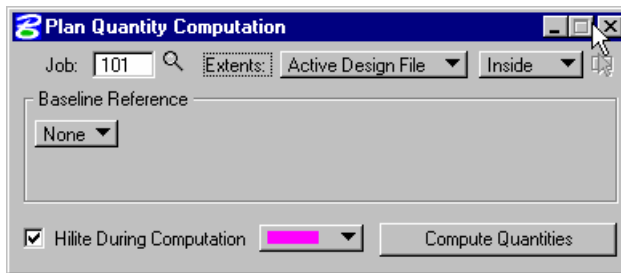 Plan Quantity Computation
Job: 101 Extents: Active Design File Inside
Baseline Reference
None
Hilite During Computation Compute Quantities